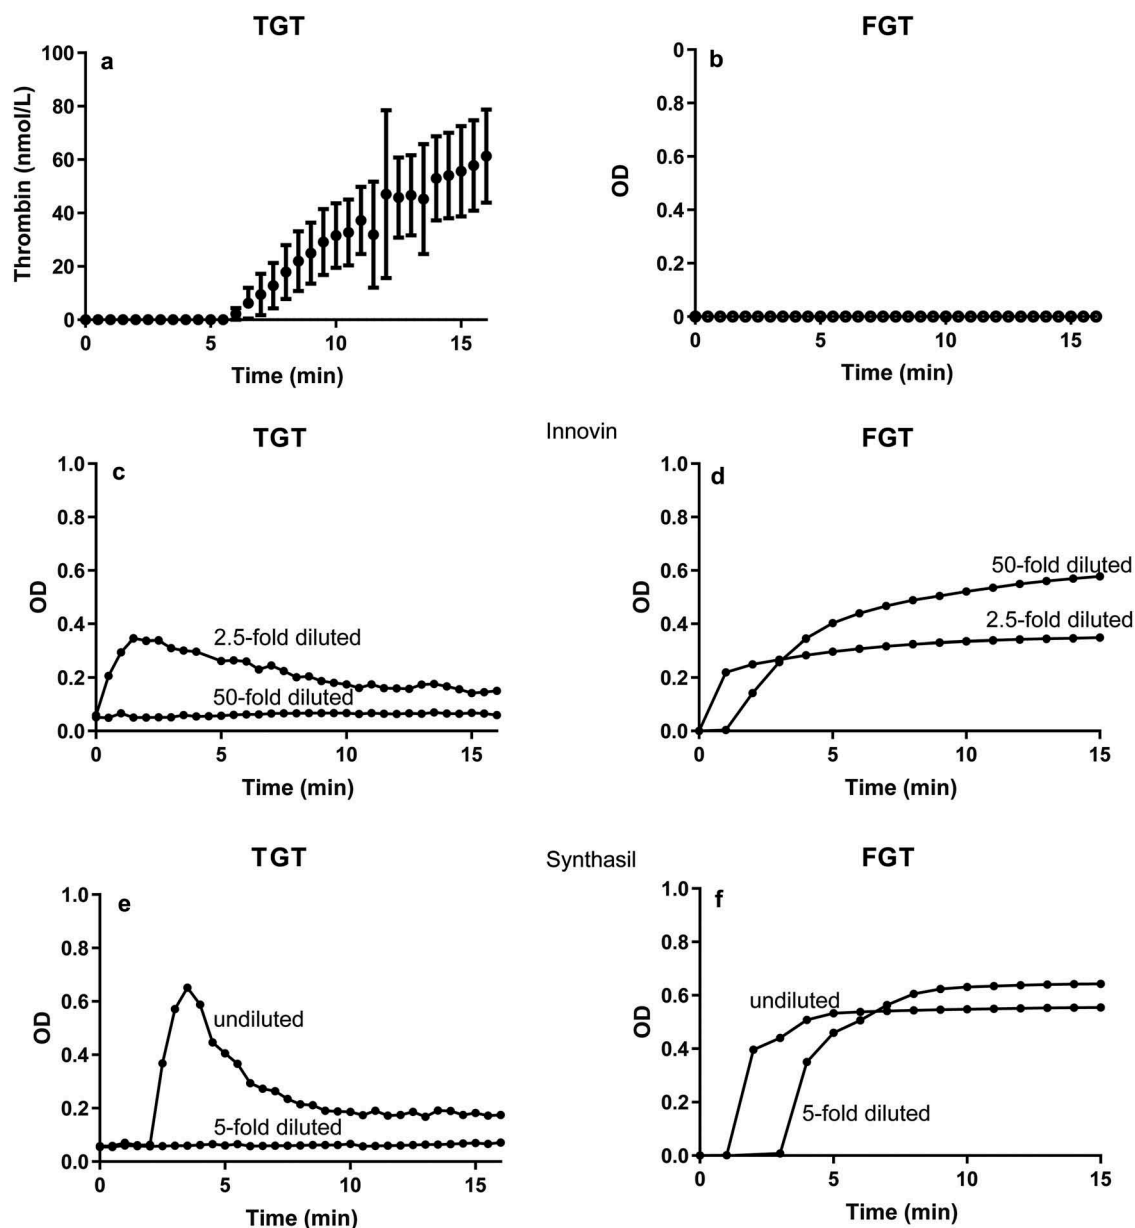 TGT
FGT
a
b
100
80
60
40
20
0
Thrombin (nmol/L)
0
5
10
15
Time (min)
0
0.8
0.6
0.4
0.2
0
OD
0
5
10
15
Time (min)
Innovin
TGT
FGT
c
1.0
0.8
0.6
0.4
0.2
0.0
OD
2.5-fold diluted
50-fold diluted
0
5
10
15
Time (min)
d
1.0
0.8
0.6
0.4
0.2
0.0
OD
50-fold diluted
2.5-fold diluted
0
5
10
15
Time (min)
Synthasil
TGT
FGT
e
1.0
0.8
0.6
0.4
0.2
0.0
OD
undiluted
5-fold diluted
0
5
10
15
Time (min)
f
1.0
0.8
0.6
0.4
0.2
0.0
OD
undiluted
5-fold diluted
0
5
10
15
Time (min)